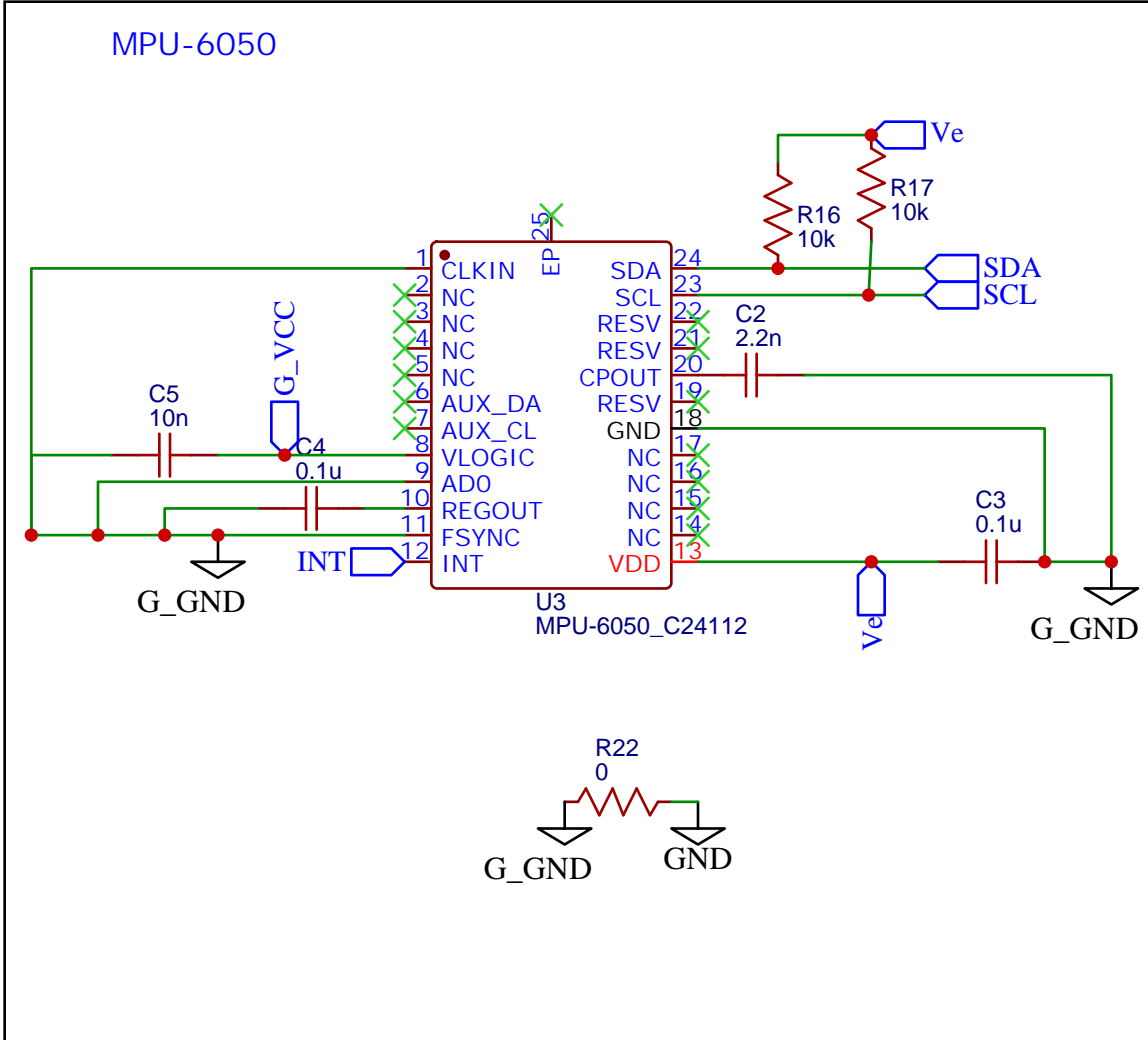 MPU-6050
Ve
R17
10k
R16
10k
25
EP
1
CLKIN
2
NC
3
NC
4
NC
5
NC
6
AUX_DA
7
AUX_CL
8
VLOGIC
9
AD0
10
REGOUT
11
FSYNC
12
INT
24
SDA
23
SCL
22
RESV
21
RESV
20
CPOUT
19
RESV
18
GND
17
NC
16
NC
15
NC
14
NC
13
VDD
SDA
SCL
C2
2.2n
G_VCC
C5
10n
C4
0.1u
C3
0.1u
INT
G_GND
U3
MPU-6050_C24112
Ve
G_GND
R22
0
G_GND
GND